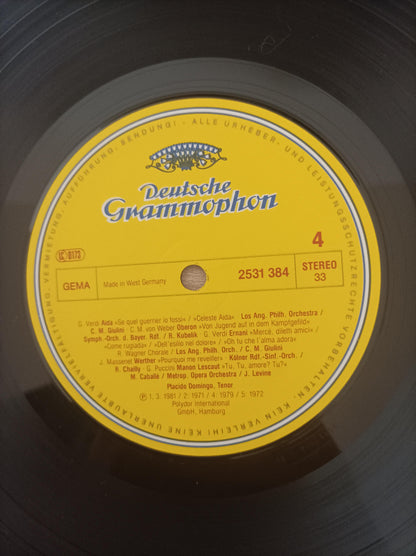 ALLE URHEBER- UND LEISTUNGSSCHUTZRECHTE VORBEHALTEN · KEIN VERLEIH! KEINE UNERLAUBTE VERVIELFÄLTIGUNG, VERMIETUNG, AUFFÜHRUNG, SENDUNG! ·
Deutsche
Grammophon
LC 0173
4
GEMA
Made in West Germany
2531 384
STEREO
33
G. Verdi Aida «Se quel guerrier io fossi» / «Celeste Aida» Los Ang. Philh. Orchestra /
C. M. Giulini / C. M. von Weber Oberon «Von Jugend auf in dem Kampfgefild»
Symph.-Orch. d. Bayer. Rdf. / R. Kubelik G. Verdi Ernani «Mercè, diletti amici» /
«Come rugiada» / «Dell'esilio nel dolore» / «Oh tu che l'alma adora»
R. Wagner Chorale / Los Ang. Phil. Orch. / C. M. Giulini
J. Massenet Werther «Pourquoi me reveiller» / Kölner Rdf.-Sinf.-Orch. /
R. Chailly / G. Puccini Manon Lescaut «Tu, Tu, amore? Tu?»
M. Caballé / Metrop. Opera Orchestra / J. Levine
Placido Domingo, Tenor
Ⓟ 1. 3. 1981 / 2: 1971 / 4: 1979 / 5: 1972
Polydor International
GmbH, Hamburg